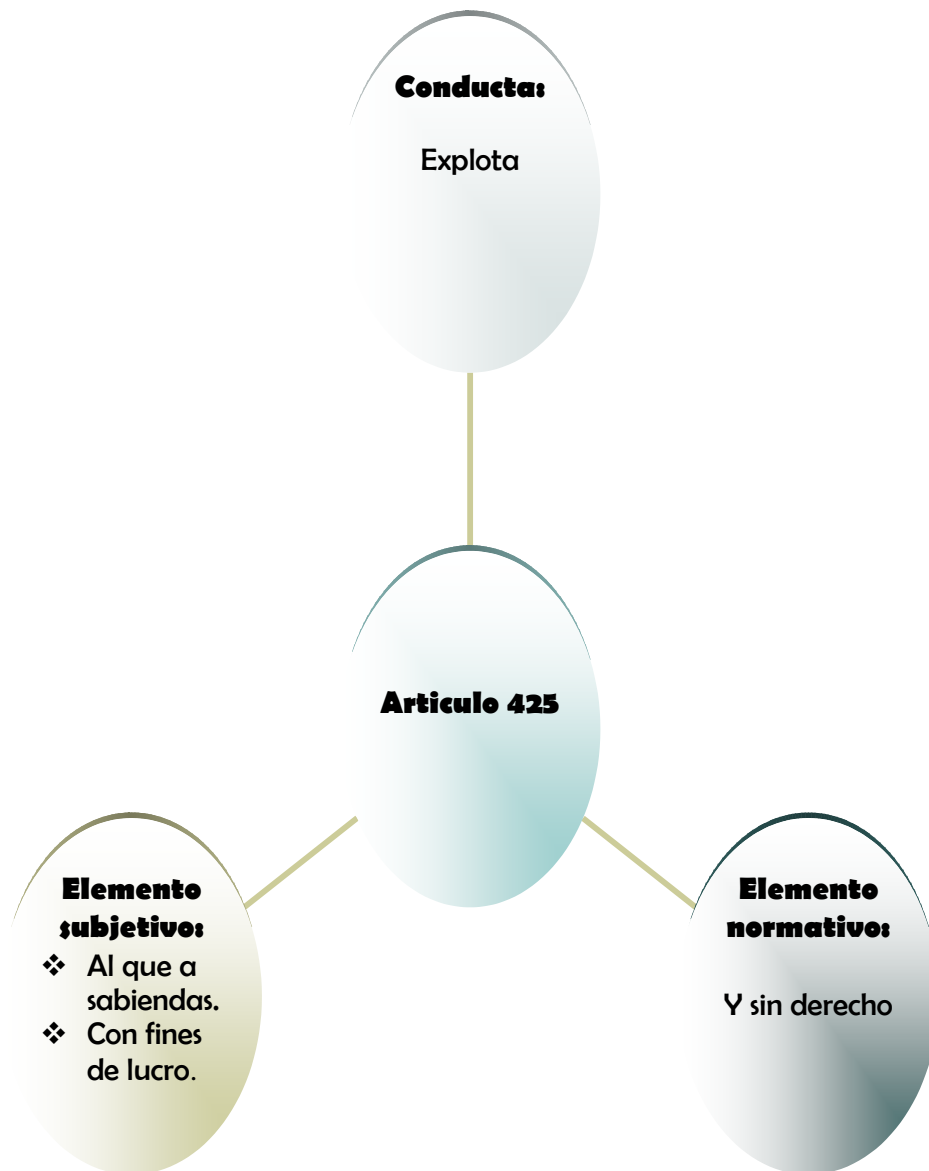 Conducta:
Explota
Articulo 425
Elemento
subjetivo:
❖ Al que a
sabiendas.
❖ Con fines
de lucro.
Elemento
normativo:
Y sin derecho